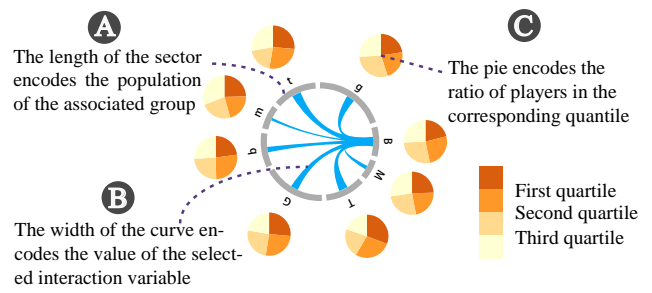 A
The length of the sector
encodes the population
of the associated group
B
The width of the curve en-
codes the value of the select-
ed interaction variable
C
The pie encodes the
ratio of players in the
corresponding quantile
t
g
m
B
b
M
G
T
First quartile
Second quartile
Third quartile